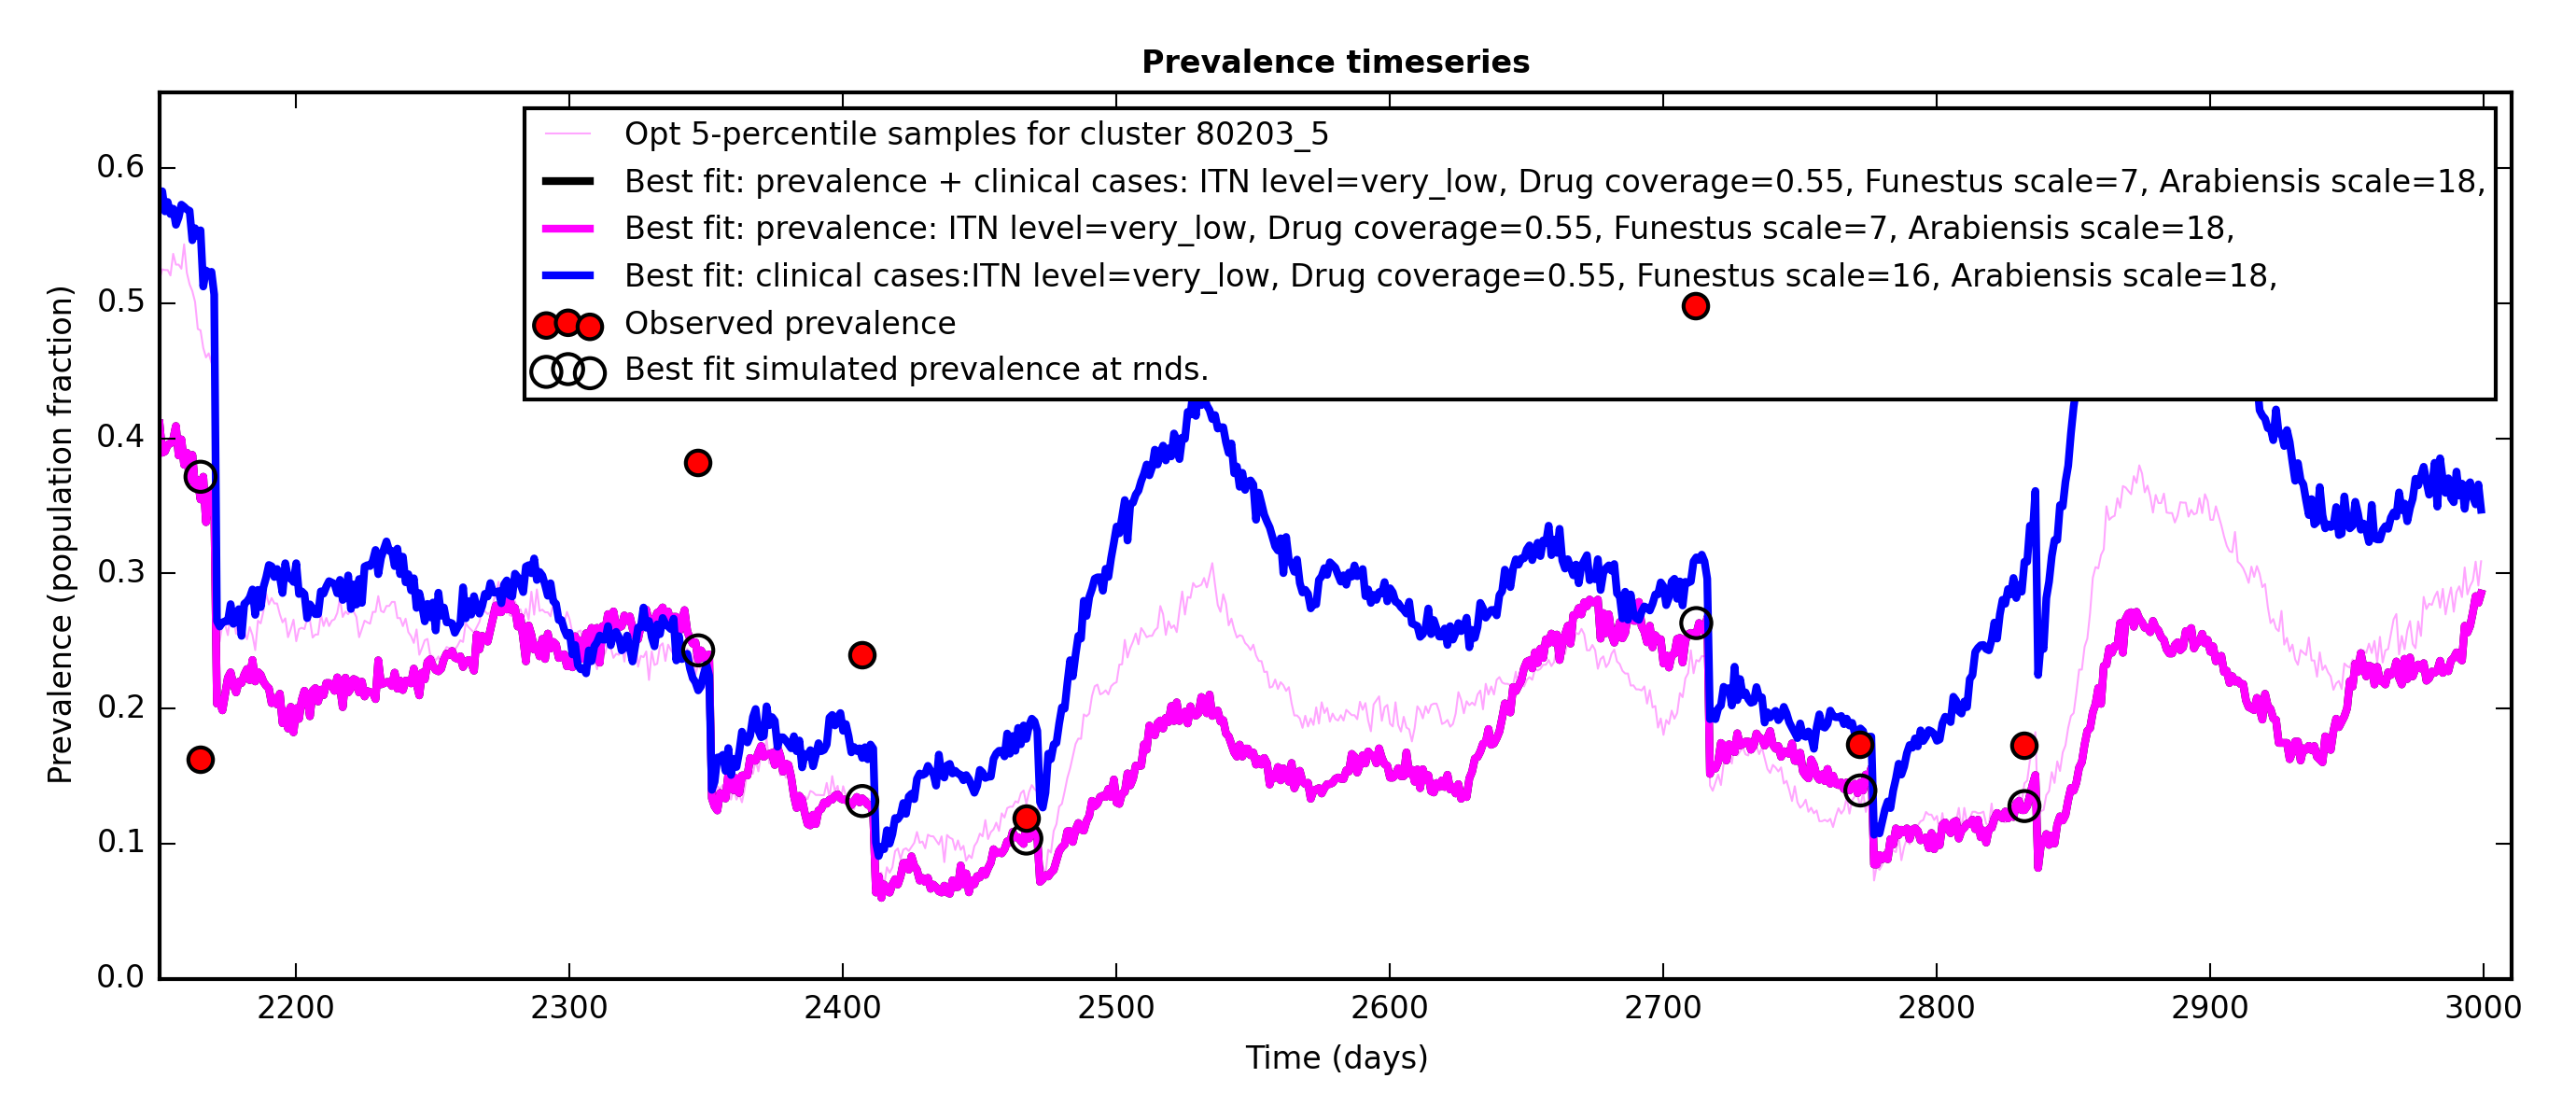 Prevalence timeseries
Opt 5-percentile samples for cluster 80203_5
Best fit: prevalence + clinical cases: ITN level=very_low, Drug coverage=0.55, Funestus scale=7, Arabiensis scale=18,
Best fit: prevalence: ITN level=very_low, Drug coverage=0.55, Funestus scale=7, Arabiensis scale=18,
Best fit: clinical cases:ITN level=very_low, Drug coverage=0.55, Funestus scale=16, Arabiensis scale=18,
Observed prevalence
Best fit simulated prevalence at rnds.
Prevalence (population fraction)
0.6
0.5
0.4
0.3
0.2
0.1
0.0
2200 2300 2400 2500 2600 2700 2800 2900 3000
Time (days)